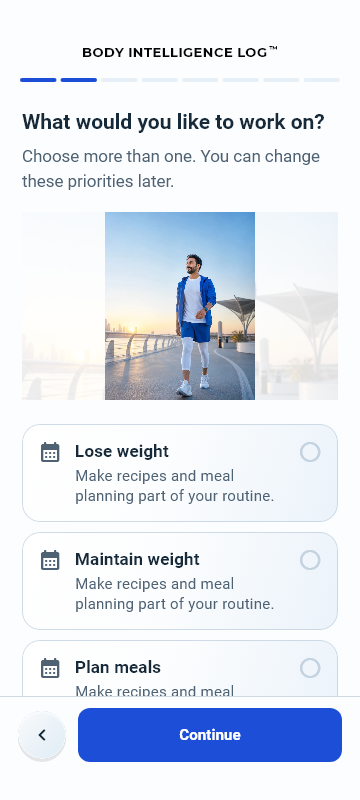 BODY INTELLIGENCE LOG™
What would you like to work on?
Choose more than one. You can change
these priorities later.
Lose weight
Make recipes and meal
planning part of your routine.
Maintain weight
Make recipes and meal
planning part of your routine.
Plan meals
Make recipes and meal
Continue